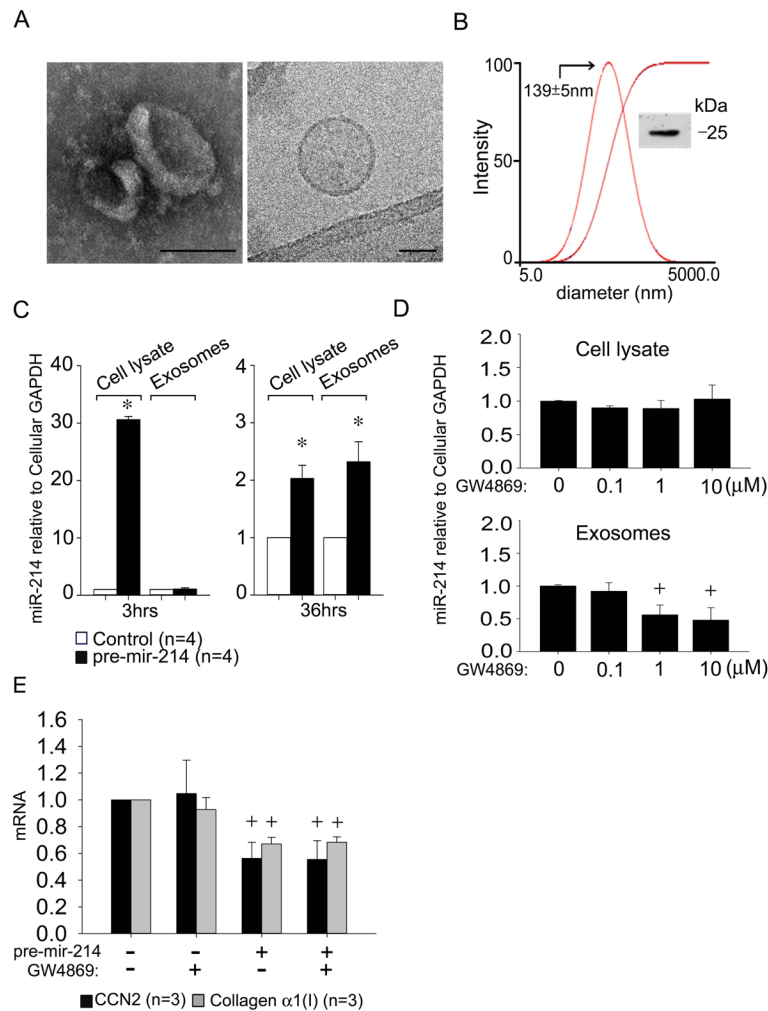 A
B
100
50
0
Intensity
139±5nm
kDa
−25
5.0
5000.0
diameter (nm)
C
miR-214 relative to Cellular GAPDH
40
30
20
10
0
Cell lysate
Exosomes
*
3hrs
4
3
2
1
0
Cell lysate
Exosomes
*
*
36hrs
Control (n=4)
pre-mir-214 (n=4)
D
miR-214 relative to Cellular GAPDH
Cell lysate
2.0
1.5
1.0
0.5
0.0
GW4869: 0 0.1 1 10 (μM)
Exosomes
2.0
1.5
1.0
0.5
0.0
+ +
GW4869: 0 0.1 1 10 (μM)
E
mRNA
1.6
1.4
1.2
1.0
0.8
0.6
0.4
0.2
0.0
+ + + +
pre-mir-214 - - + +
GW4869: - + - +
CCN2 (n=3) Collagen α1(I) (n=3)